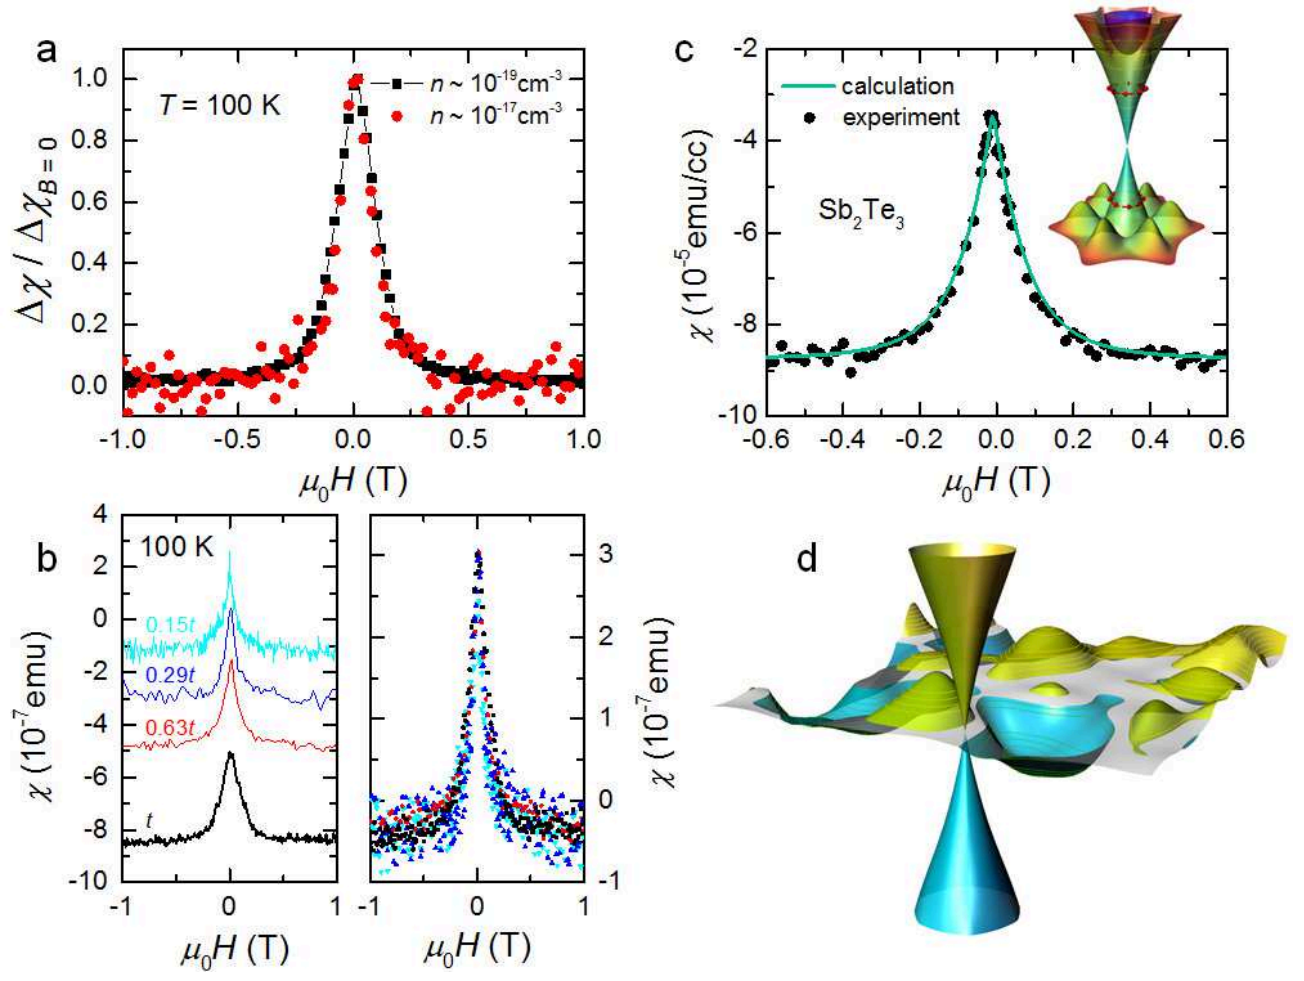 a
1.0
0.8
0.6
0.4
0.2
0.0
Δχ / Δχ_B = 0
T = 100 K
n ~ 10⁻¹⁹cm⁻³
n ~ 10⁻¹⁷cm⁻³
-1.0 -0.5 0.0 0.5 1.0
μ₀H (T)
c
-2
-4
-6
-8
-10
χ (10⁻⁵emu/cc)
calculation
experiment
Sb₂Te₃
-0.6 -0.4 -0.2 0.0 0.2 0.4 0.6
μ₀H (T)
b
4
2
0
-2
-4
-6
-8
-10
χ (10⁻⁷emu)
100 K
0.15t
0.29t
0.63t
t
-1 0 1
μ₀H (T)
3
2
1
0
-1
χ (10⁻⁷emu)
-1 0 1
μ₀H (T)
d